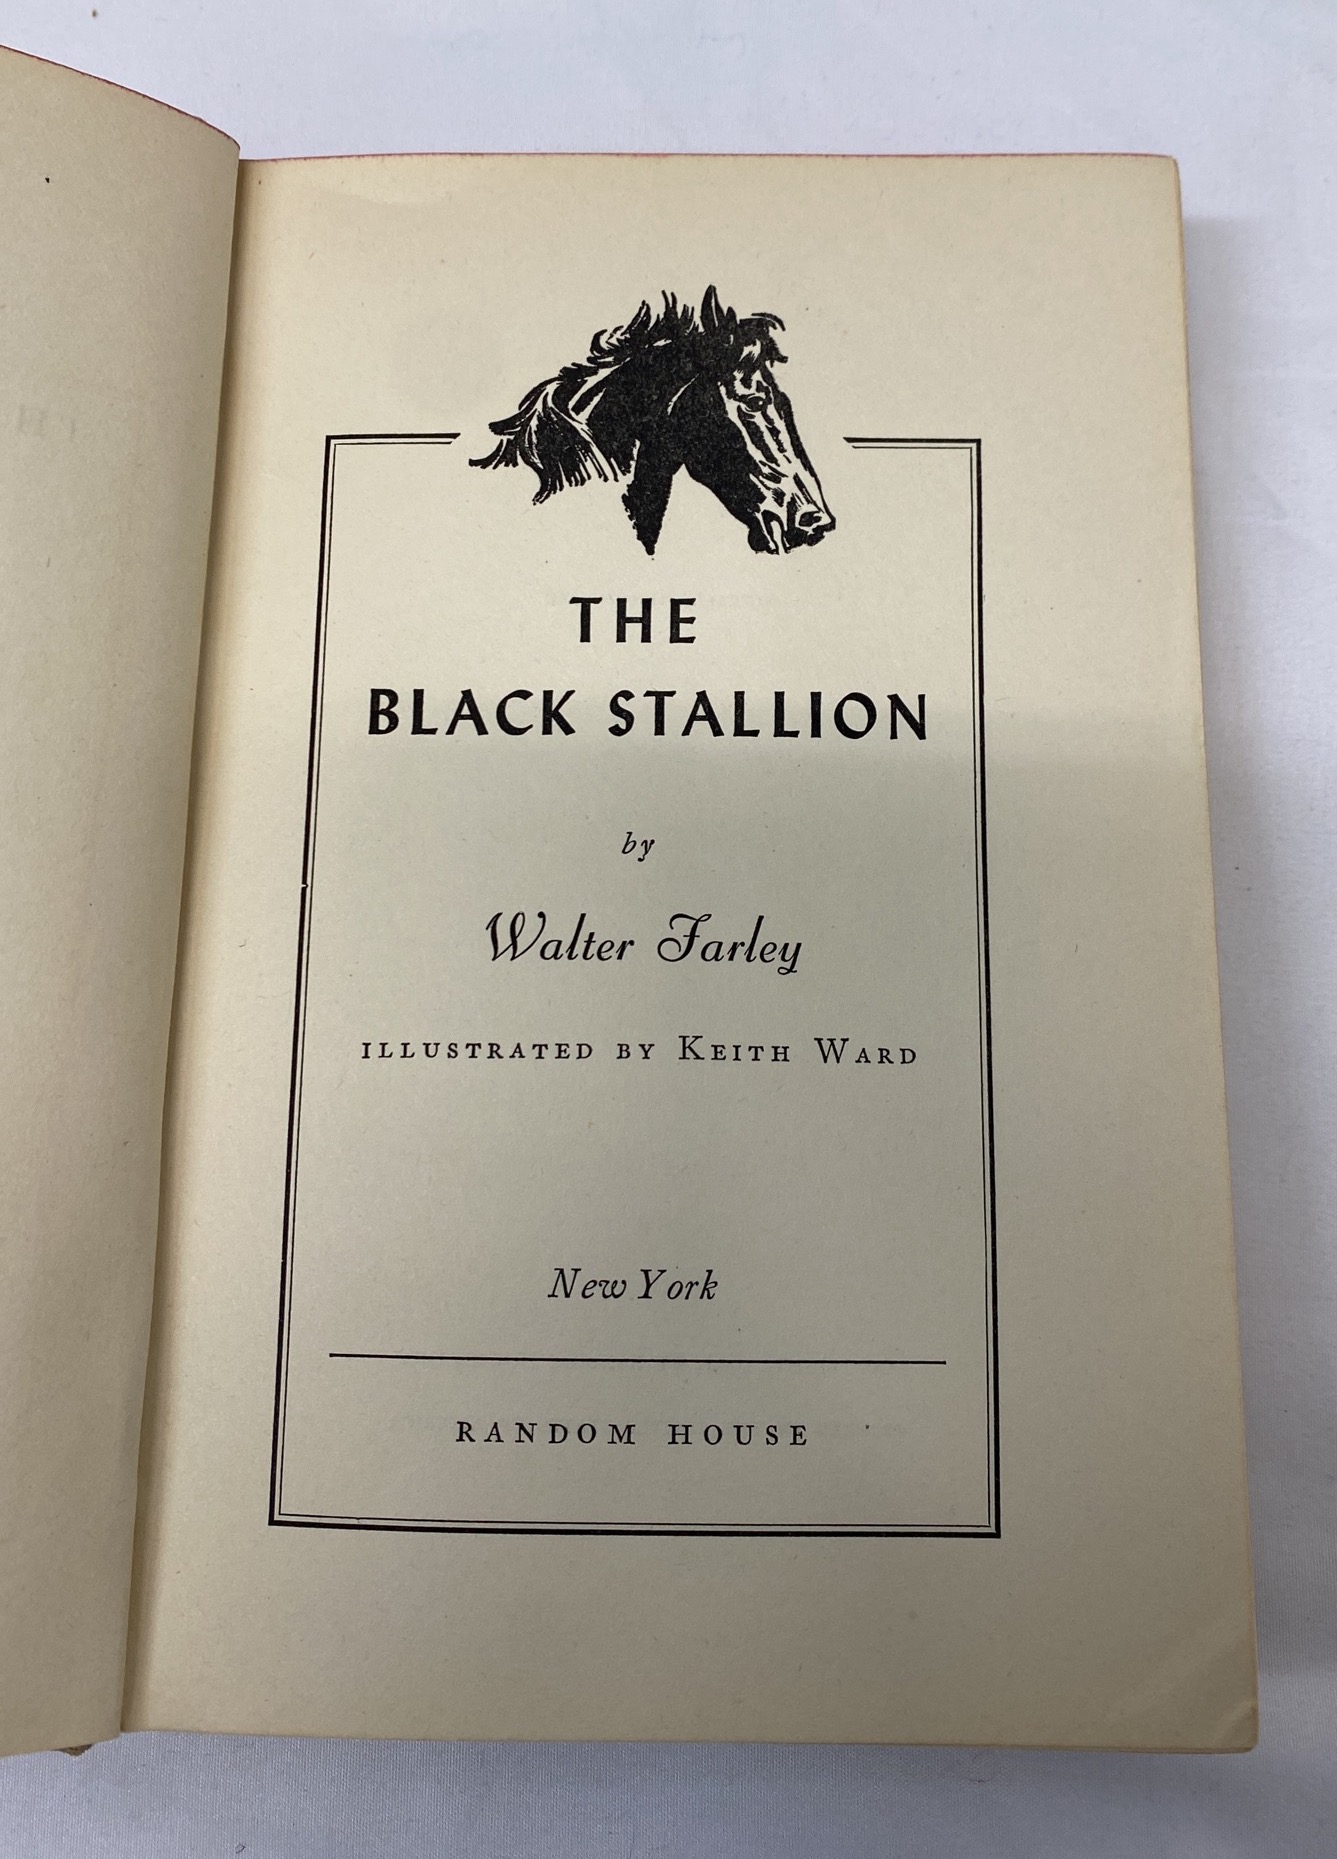 THE
BLACK STALLION
by
Walter Farley
ILLUSTRATED BY KEITH WARD
New York
RANDOM HOUSE